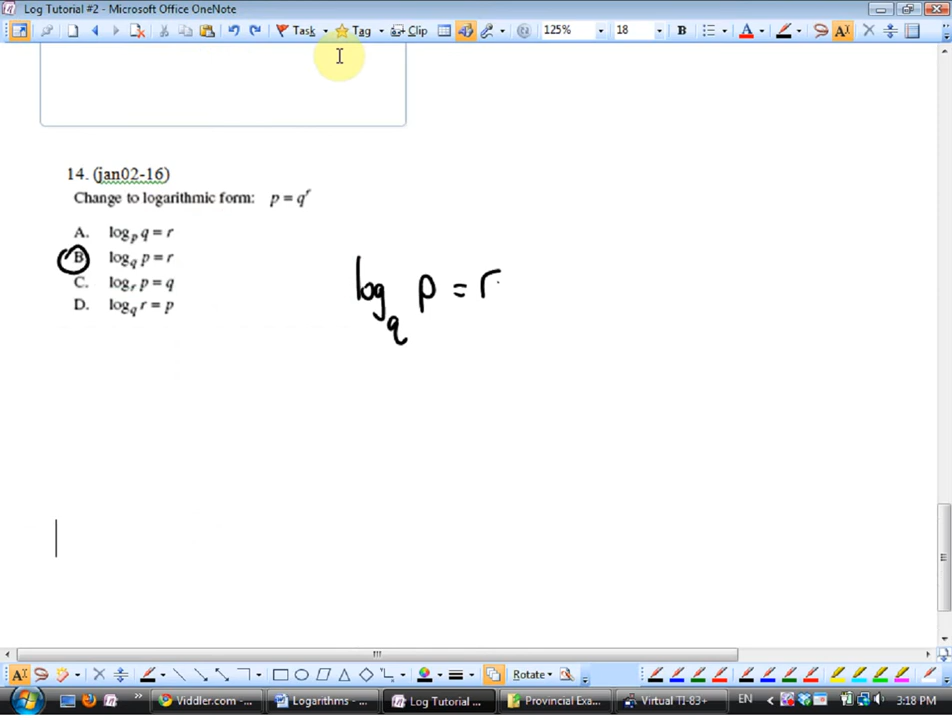 Log Tutorial #2 - Microsoft Office OneNote
Task Tag Clip 125% 18 B A A
14. (jan02-16)
Change to logarithmic form: p = q^r
A. log_p q = r
B. log_q p = r
C. log_r p = q
D. log_q r = p
log_q p = r
A Rotate
Viddler.com - ... Logarithms - ... Log Tutorial ... Provincial Exa... Virtual TI-83+ EN 3:18 PM